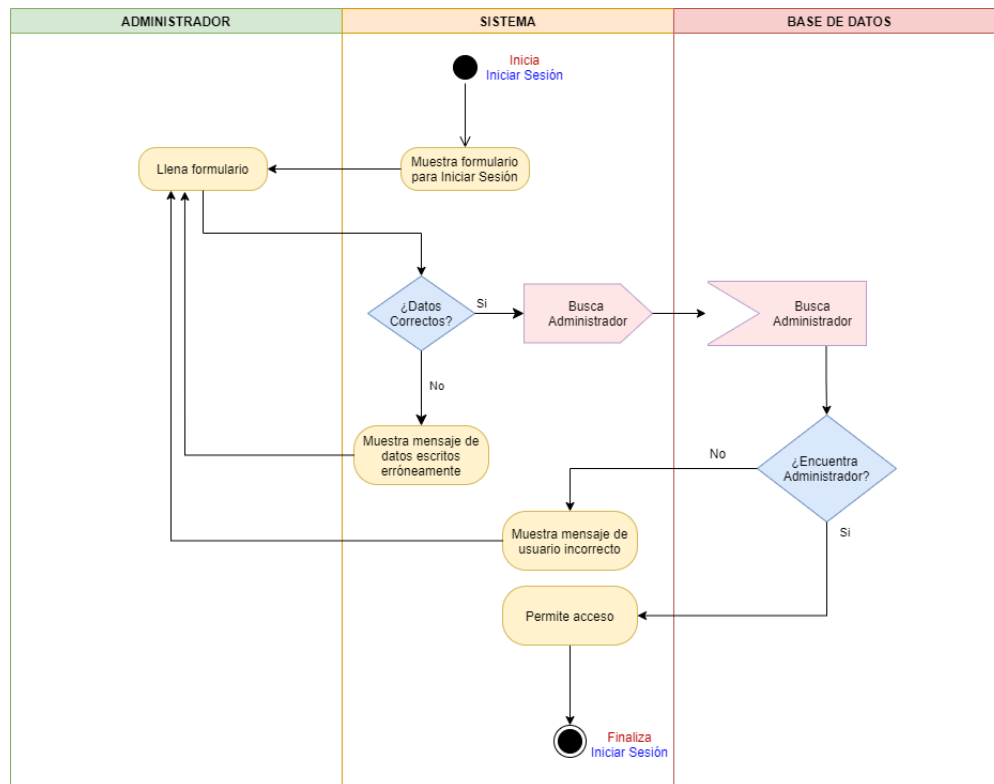 ADMINISTRADOR
SISTEMA
BASE DE DATOS
Inicia
Iniciar Sesión
Llena formulario
Muestra formulario
para Iniciar Sesión
¿Datos
Correctos?
Si
Busca
Administrador
Busca
Administrador
No
Muestra mensaje de
datos escritos
erróneamente
No
¿Encuentra
Administrador?
Muestra mensaje de
usuario incorrecto
Si
Permite acceso
Finaliza
Iniciar Sesión